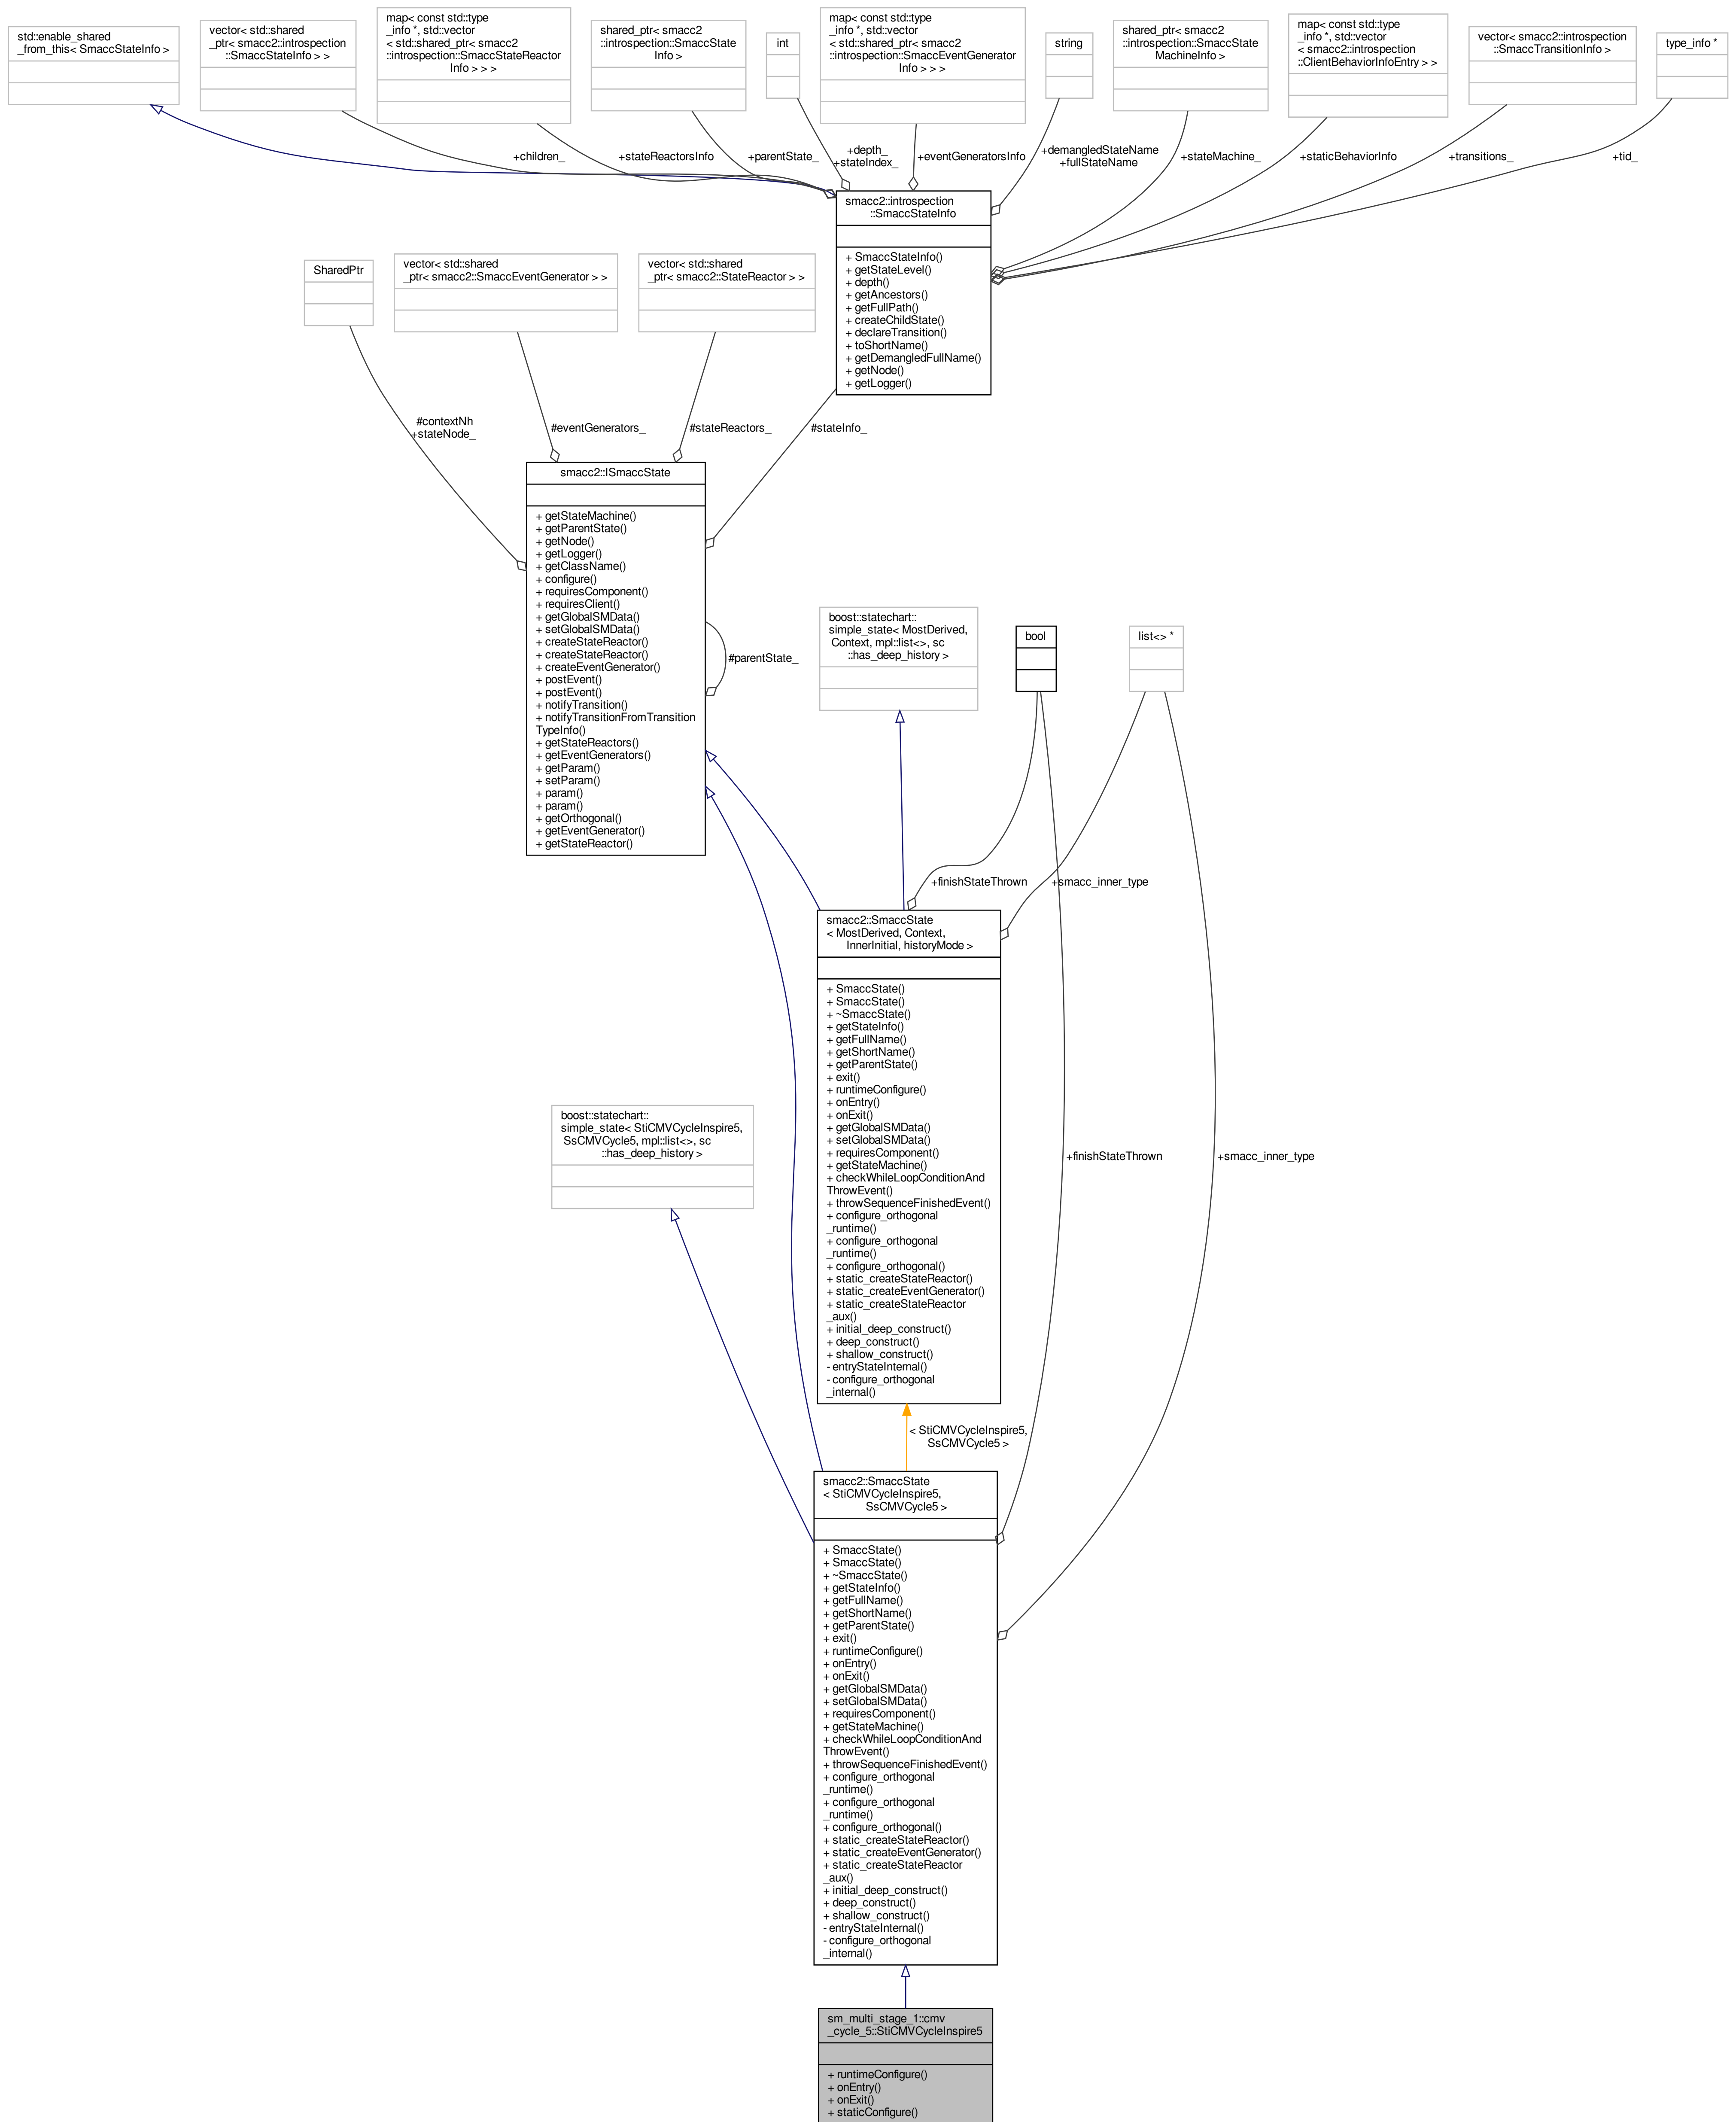 std::enable_shared
_from_this< SmaccStateInfo >
vector< std::shared
_ptr< smacc2::introspection
::SmaccStateInfo > >
map< const std::type
_info *, std::vector
< std::shared_ptr< smacc2
::introspection::SmaccStateReactor
Info > > >
shared_ptr< smacc2
::introspection::SmaccState
Info >
int
map< const std::type
_info *, std::vector
< std::shared_ptr< smacc2
::introspection::SmaccEventGenerator
Info > > >
string
shared_ptr< smacc2
::introspection::SmaccState
MachineInfo >
map< const std::type
_info *, std::vector
< smacc2::introspection
::ClientBehaviorInfoEntry > >
vector< smacc2::introspection
::SmaccTransitionInfo >
type_info *
+children_
+stateReactorsInfo
+parentState_
+depth_
+stateIndex_
+eventGeneratorsInfo
+demangledStateName
+fullStateName
+stateMachine_
+staticBehaviorInfo
+transitions_
+tid_
smacc2::introspection
::SmaccStateInfo
+ SmaccStateInfo()
+ getStateLevel()
+ depth()
+ getAncestors()
+ getFullPath()
+ createChildState()
+ declareTransition()
+ toShortName()
+ getDemangledFullName()
+ getNode()
+ getLogger()
SharedPtr
vector< std::shared
_ptr< smacc2::SmaccEventGenerator > >
vector< std::shared
_ptr< smacc2::StateReactor > >
#contextNh
+stateNode_
#eventGenerators_
#stateReactors_
#stateInfo_
smacc2::ISmaccState
+ getStateMachine()
+ getParentState()
+ getNode()
+ getLogger()
+ getClassName()
+ configure()
+ requiresComponent()
+ requiresClient()
+ getGlobalSMData()
+ setGlobalSMData()
+ createStateReactor()
+ createStateReactor()
+ createEventGenerator()
+ postEvent()
+ postEvent()
+ notifyTransition()
+ notifyTransitionFromTransition
TypeInfo()
+ getStateReactors()
+ getEventGenerators()
+ getParam()
+ setParam()
+ param()
+ param()
+ getOrthogonal()
+ getEventGenerator()
+ getStateReactor()
#parentState_
boost::statechart::
simple_state< MostDerived,
Context, mpl::list<>, sc
::has_deep_history >
bool
list<> *
+finishStateThrown
+smacc_inner_type
smacc2::SmaccState
< MostDerived, Context,
InnerInitial, historyMode >
+ SmaccState()
+ SmaccState()
+ ~SmaccState()
+ getStateInfo()
+ getFullName()
+ getShortName()
+ getParentState()
+ exit()
+ runtimeConfigure()
+ onEntry()
+ onExit()
+ getGlobalSMData()
+ setGlobalSMData()
+ requiresComponent()
+ getStateMachine()
+ checkWhileLoopConditionAnd
ThrowEvent()
+ throwSequenceFinishedEvent()
+ configure_orthogonal
_runtime()
+ configure_orthogonal
_runtime()
+ configure_orthogonal()
+ static_createStateReactor()
+ static_createEventGenerator()
+ static_createStateReactor
_aux()
+ initial_deep_construct()
+ deep_construct()
+ shallow_construct()
- entryStateInternal()
- configure_orthogonal
_internal()
boost::statechart::
simple_state< StiCMVCycleInspire5,
SsCMVCycle5, mpl::list<>, sc
::has_deep_history >
+finishStateThrown
+smacc_inner_type
< StiCMVCycleInspire5,
SsCMVCycle5 >
smacc2::SmaccState
< StiCMVCycleInspire5,
SsCMVCycle5 >
+ SmaccState()
+ SmaccState()
+ ~SmaccState()
+ getStateInfo()
+ getFullName()
+ getShortName()
+ getParentState()
+ exit()
+ runtimeConfigure()
+ onEntry()
+ onExit()
+ getGlobalSMData()
+ setGlobalSMData()
+ requiresComponent()
+ getStateMachine()
+ checkWhileLoopConditionAnd
ThrowEvent()
+ throwSequenceFinishedEvent()
+ configure_orthogonal
_runtime()
+ configure_orthogonal
_runtime()
+ configure_orthogonal()
+ static_createStateReactor()
+ static_createEventGenerator()
+ static_createStateReactor
_aux()
+ initial_deep_construct()
+ deep_construct()
+ shallow_construct()
- entryStateInternal()
- configure_orthogonal
_internal()
sm_multi_stage_1::cmv
_cycle_5::StiCMVCycleInspire5
+ runtimeConfigure()
+ onEntry()
+ onExit()
+ staticConfigure()